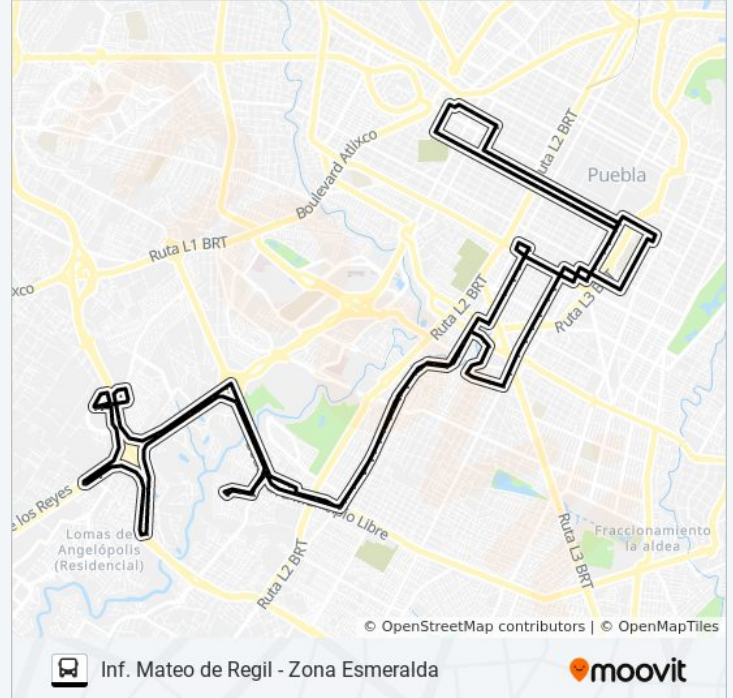 Boulevard Atlixco
uta L2 BRT
Puebla
Ruta L1 BRT
xco
Ruta L2 BRT
Ruta L3 B
e los Reyes
pio Libre
Lomas de
Angelópolis
(Residencial)
Ruta L2 BRT
Ruta L3 BRT
Fraccionamiento
la aldea
© OpenStreetMap contributors | © OpenMapTiles
Inf. Mateo de Regil - Zona Esmeralda
moovit